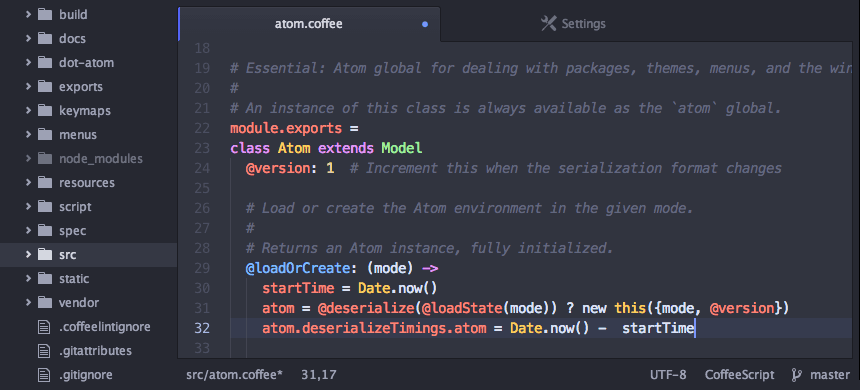 build
docs
dot-atom
exports
keymaps
menus
node_modules
resources
script
spec
src
static
vendor
.coffeelintignore
.gitattributes
.gitignore
atom.coffee
Settings
18
19 # Essential: Atom global for dealing with packages, themes, menus, and the win
20 #
21 # An instance of this class is always available as the `atom` global.
22 module.exports =
23 class Atom extends Model
24 @version: 1  # Increment this when the serialization format changes
25
26 # Load or create the Atom environment in the given mode.
27 #
28 # Returns an Atom instance, fully initialized.
29 @loadOrCreate: (mode) ->
30 startTime = Date.now()
31 atom = @deserialize(@loadState(mode)) ? new this({mode, @version})
32 atom.deserializeTimings.atom = Date.now() -  startTime
33
src/atom.coffee* 31,17 UTF-8 CoffeeScript master